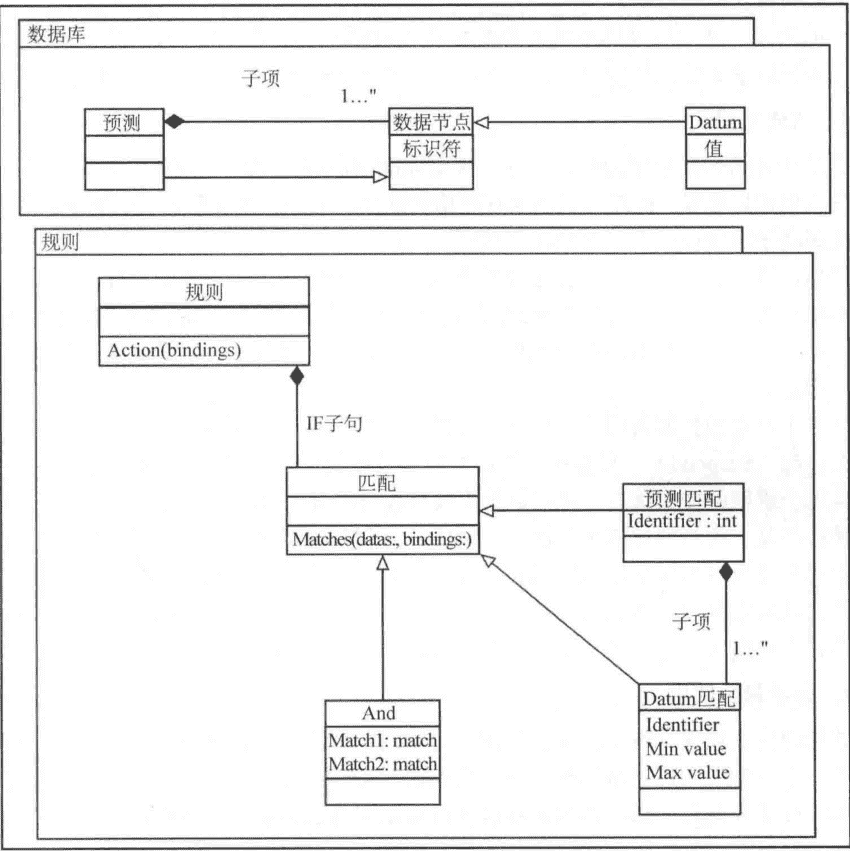 数据库
子项
1…"
预测
数据节点
标识符
Datum
值
规则
规则
Action(bindings)
IF子句
匹配
Matches(datas:, bindings:)
预测匹配
Identifier : int
子项
1…"
And
Match1: match
Match2: match
Datum匹配
Identifier
Min value
Max value